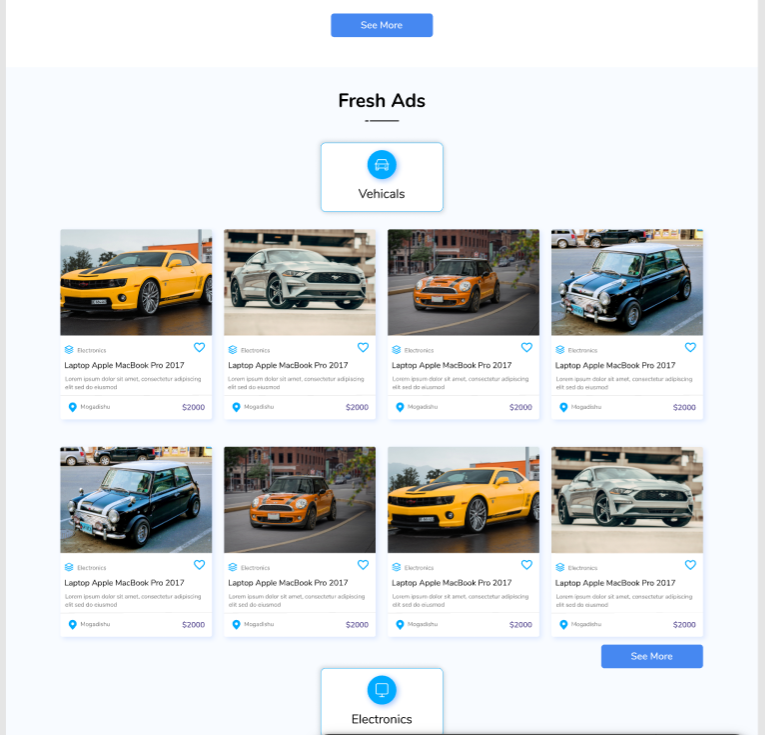 See More
Fresh Ads
Vehicals
Electronics
Laptop Apple MacBook Pro 2017
Lorem ipsum dolor sit amet, consectetur adipiscing
elit sed do eiusmod
Mogadishu $2000
Electronics
Laptop Apple MacBook Pro 2017
Lorem ipsum dolor sit amet, consectetur adipiscing
elit sed do eiusmod
Mogadishu $2000
Electronics
Laptop Apple MacBook Pro 2017
Lorem ipsum dolor sit amet, consectetur adipiscing
elit sed do eiusmod
Mogadishu $2000
Electronics
Laptop Apple MacBook Pro 2017
Lorem ipsum dolor sit amet, consectetur adipiscing
elit sed do eiusmod
Mogadishu $2000
Electronics
Laptop Apple MacBook Pro 2017
Lorem ipsum dolor sit amet, consectetur adipiscing
elit sed do eiusmod
Mogadishu $2000
Electronics
Laptop Apple MacBook Pro 2017
Lorem ipsum dolor sit amet, consectetur adipiscing
elit sed do eiusmod
Mogadishu $2000
Electronics
Laptop Apple MacBook Pro 2017
Lorem ipsum dolor sit amet, consectetur adipiscing
elit sed do eiusmod
Mogadishu $2000
Electronics
Laptop Apple MacBook Pro 2017
Lorem ipsum dolor sit amet, consectetur adipiscing
elit sed do eiusmod
Mogadishu $2000
See More
Electronics